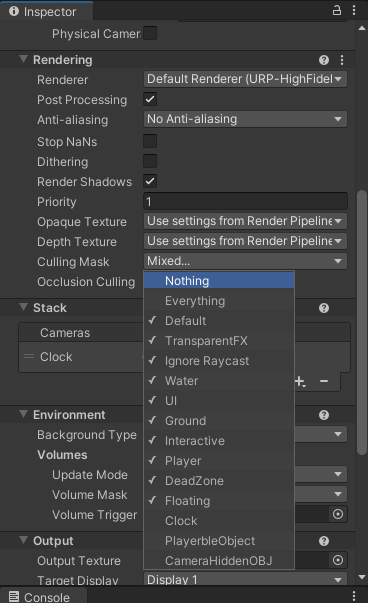 Inspector
Physical Camer
Rendering
Renderer Default Renderer (URP-HighFidel
Post Processing
Anti-aliasing No Anti-aliasing
Stop NaNs
Dithering
Render Shadows
Priority 1
Opaque Texture Use settings from Render Pipeline
Depth Texture Use settings from Render Pipeline
Culling Mask Mixed...
Occlusion Culling
Nothing
Everything
Default
TransparentFX
Ignore Raycast
Water
UI
Ground
Interactive
Player
DeadZone
Floating
Clock
PlayerbleObject
CameraHiddenOBJ
Stack
Cameras
Clock
Environment
Background Type
Volumes
Update Mode
Volume Mask
Volume Trigger
Output
Output Texture
Target Display Display 1
Console